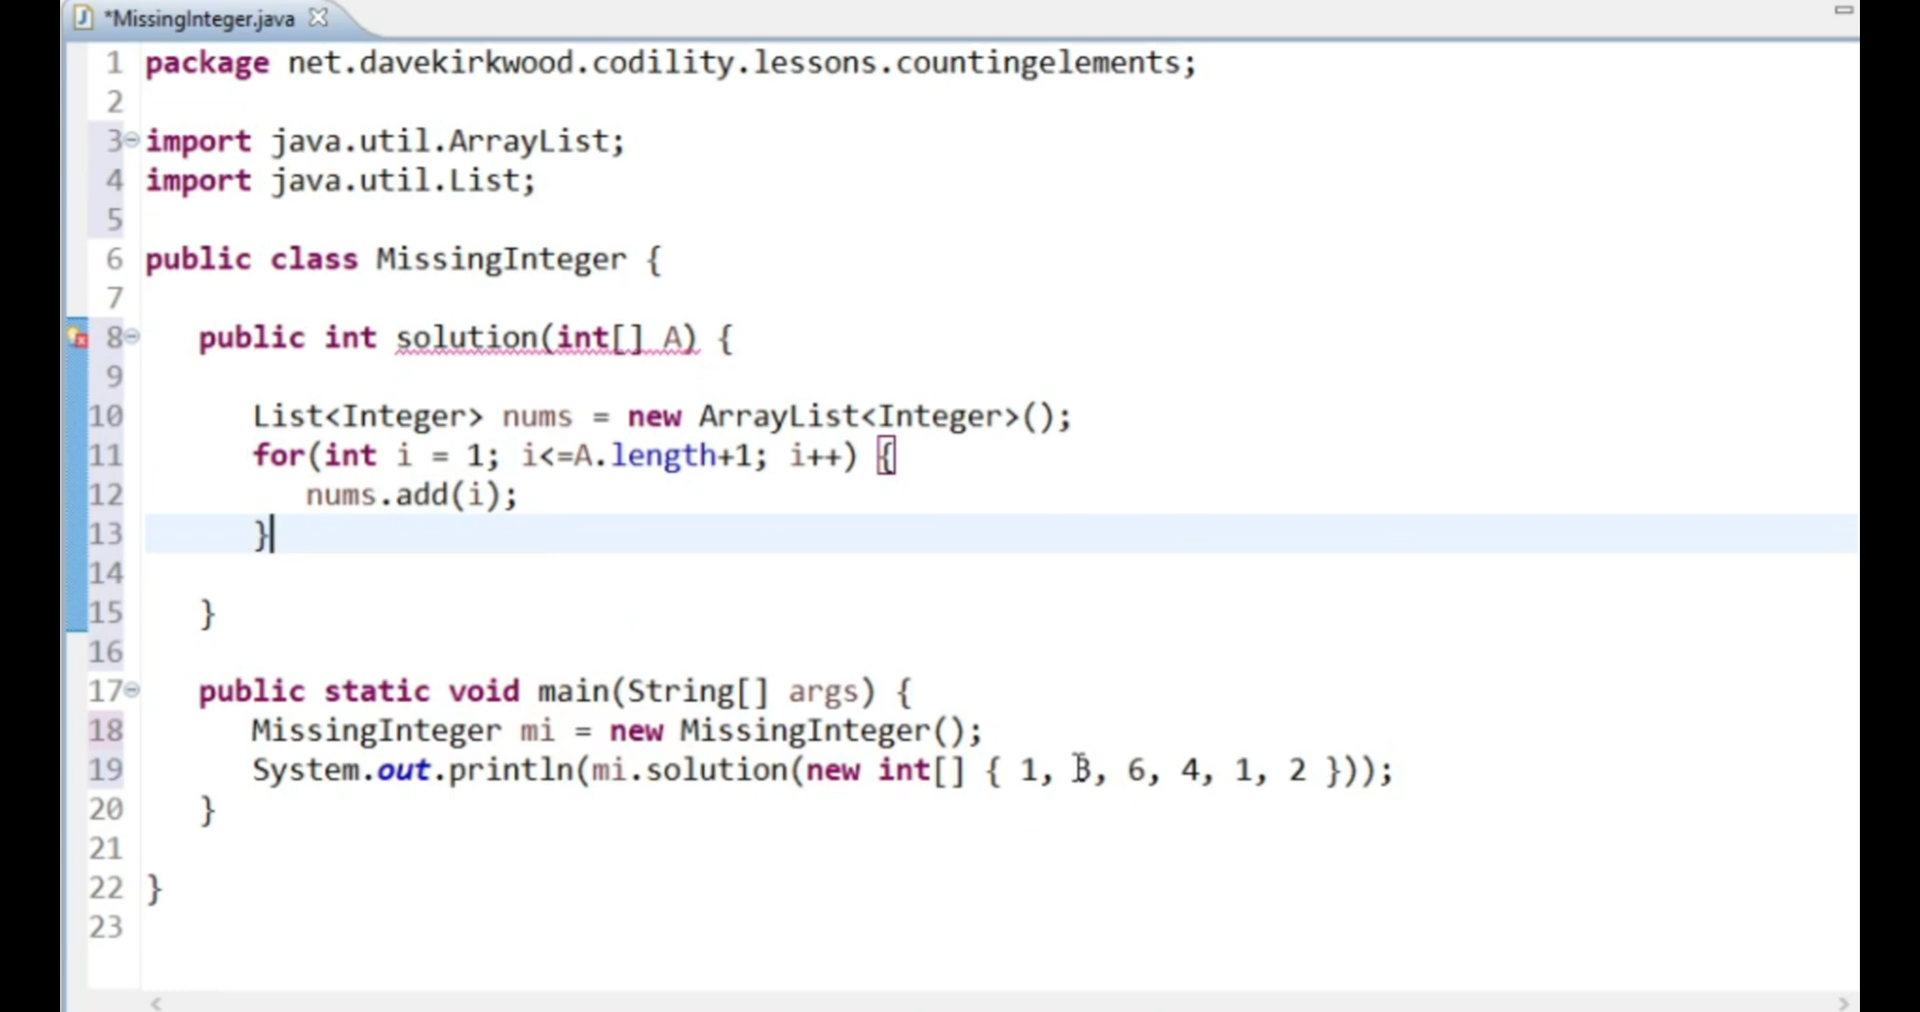 *MissingInteger.java
1 package net.davekirkwood.codility.lessons.countingelements;
2
3 import java.util.ArrayList;
4 import java.util.List;
5
6 public class MissingInteger {
7
8 public int solution(int[] A) {
9
10 List<Integer> nums = new ArrayList<Integer>();
11 for(int i = 1; i<=A.length+1; i++) {
12 nums.add(i);
13 }
14
15 }
16
17 public static void main(String[] args) {
18 MissingInteger mi = new MissingInteger();
19 System.out.println(mi.solution(new int[] { 1, 3, 6, 4, 1, 2 }));
20 }
21
22 }
23